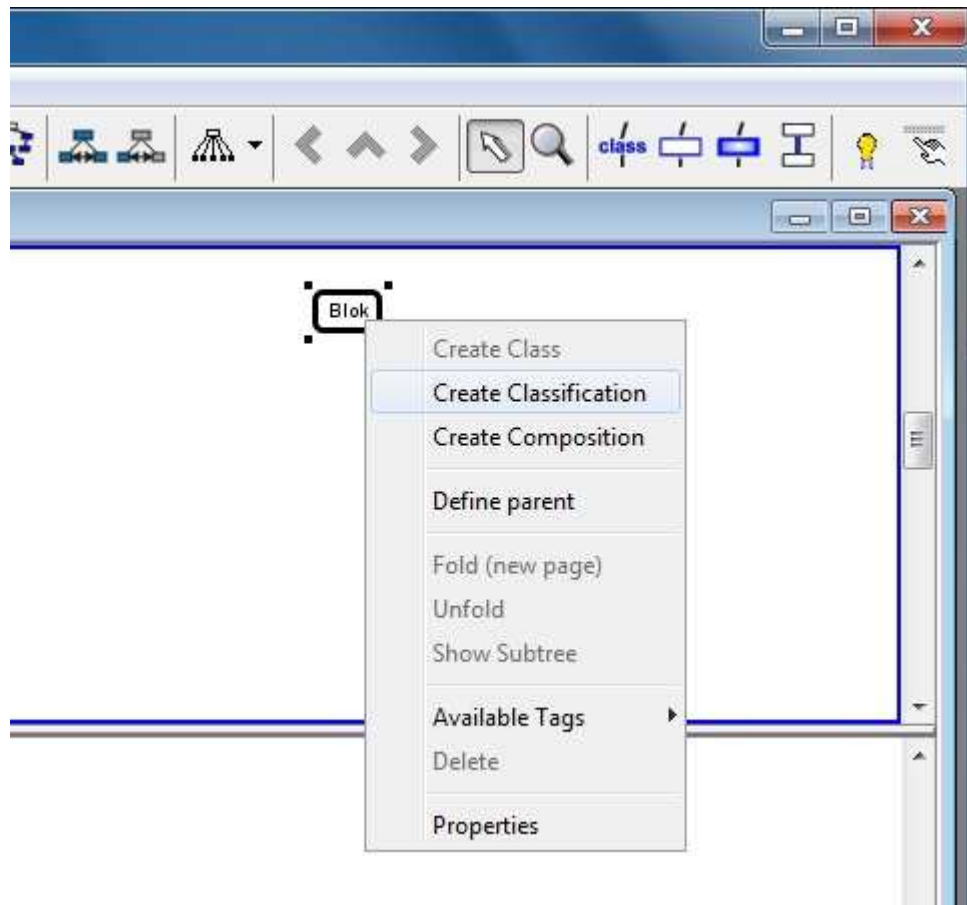 class
Blok
Create Class
Create Classification
Create Composition
Define parent
Fold (new page)
Unfold
Show Subtree
Available Tags
Delete
Properties